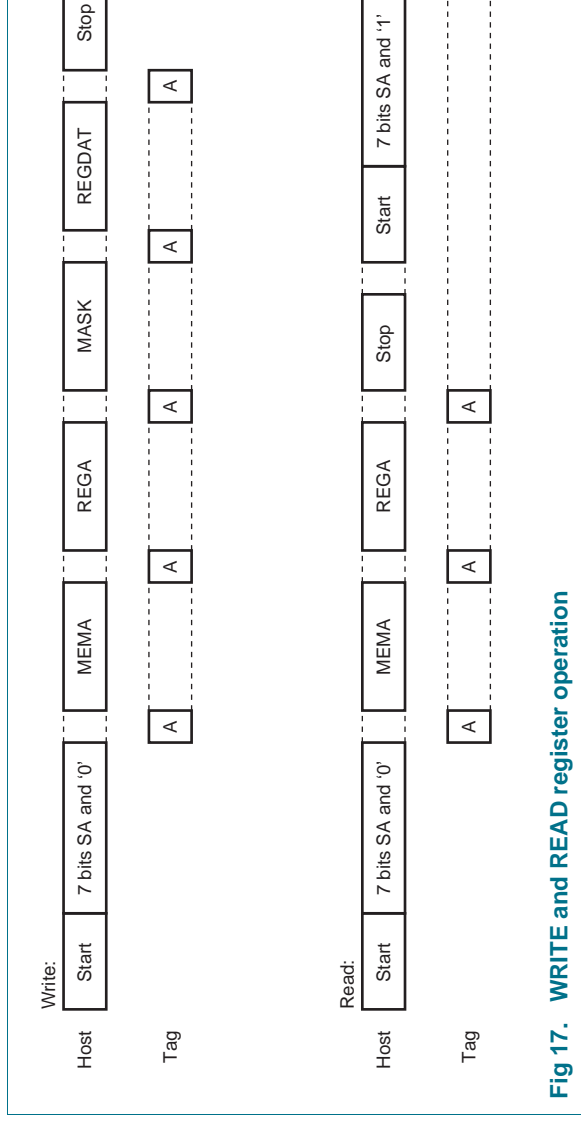 Write:
Host Start 7 bits SA and ‘0’ MEMA REGA MASK REGDAT Stop
Tag A A A A A
Read:
Host Start 7 bits SA and ‘0’ MEMA REGA Stop Start 7 bits SA and ‘1’
Tag A A A
Fig 17. WRITE and READ register operation